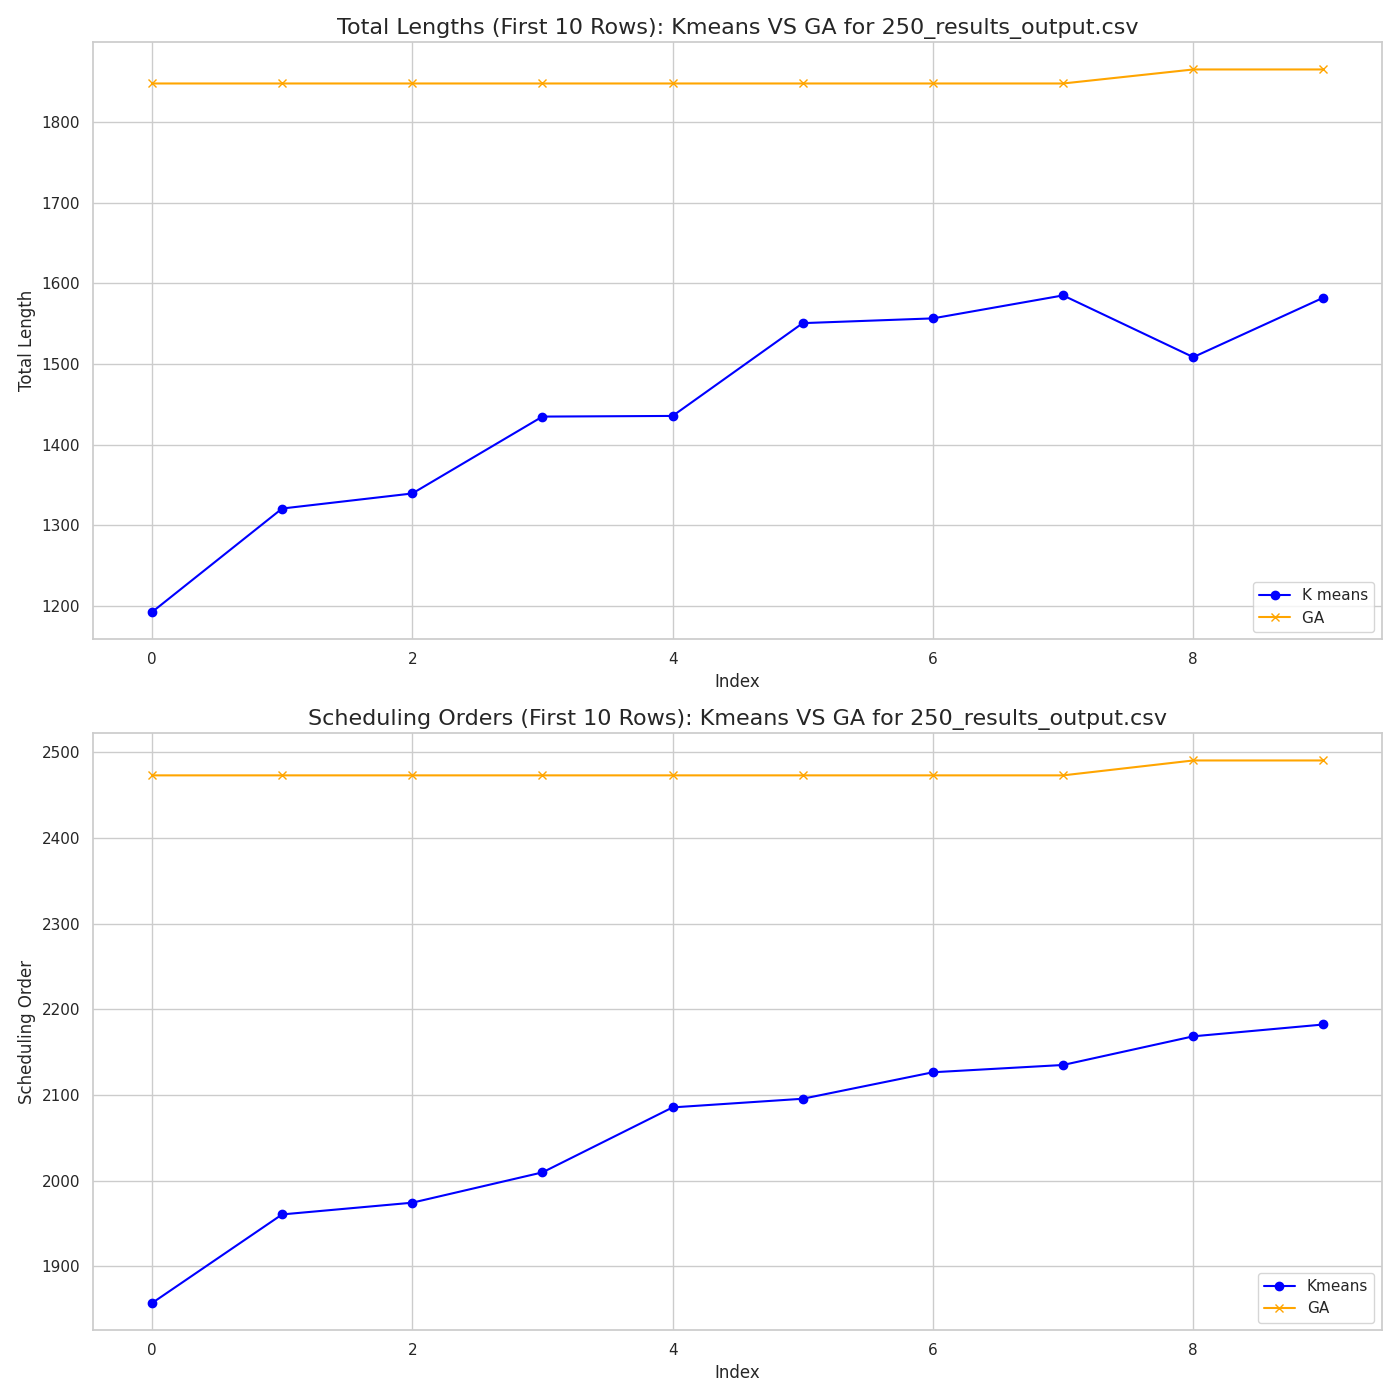 Total Lengths (First 10 Rows): Kmeans VS GA for 250_results_output.csv
1800
1700
1600
1500
1400
1300
1200
Total Length
K means
GA
0 2 4 6 8
Index
Scheduling Orders (First 10 Rows): Kmeans VS GA for 250_results_output.csv
2500
2400
2300
2200
2100
2000
1900
Scheduling Order
Kmeans
GA
0 2 4 6 8
Index